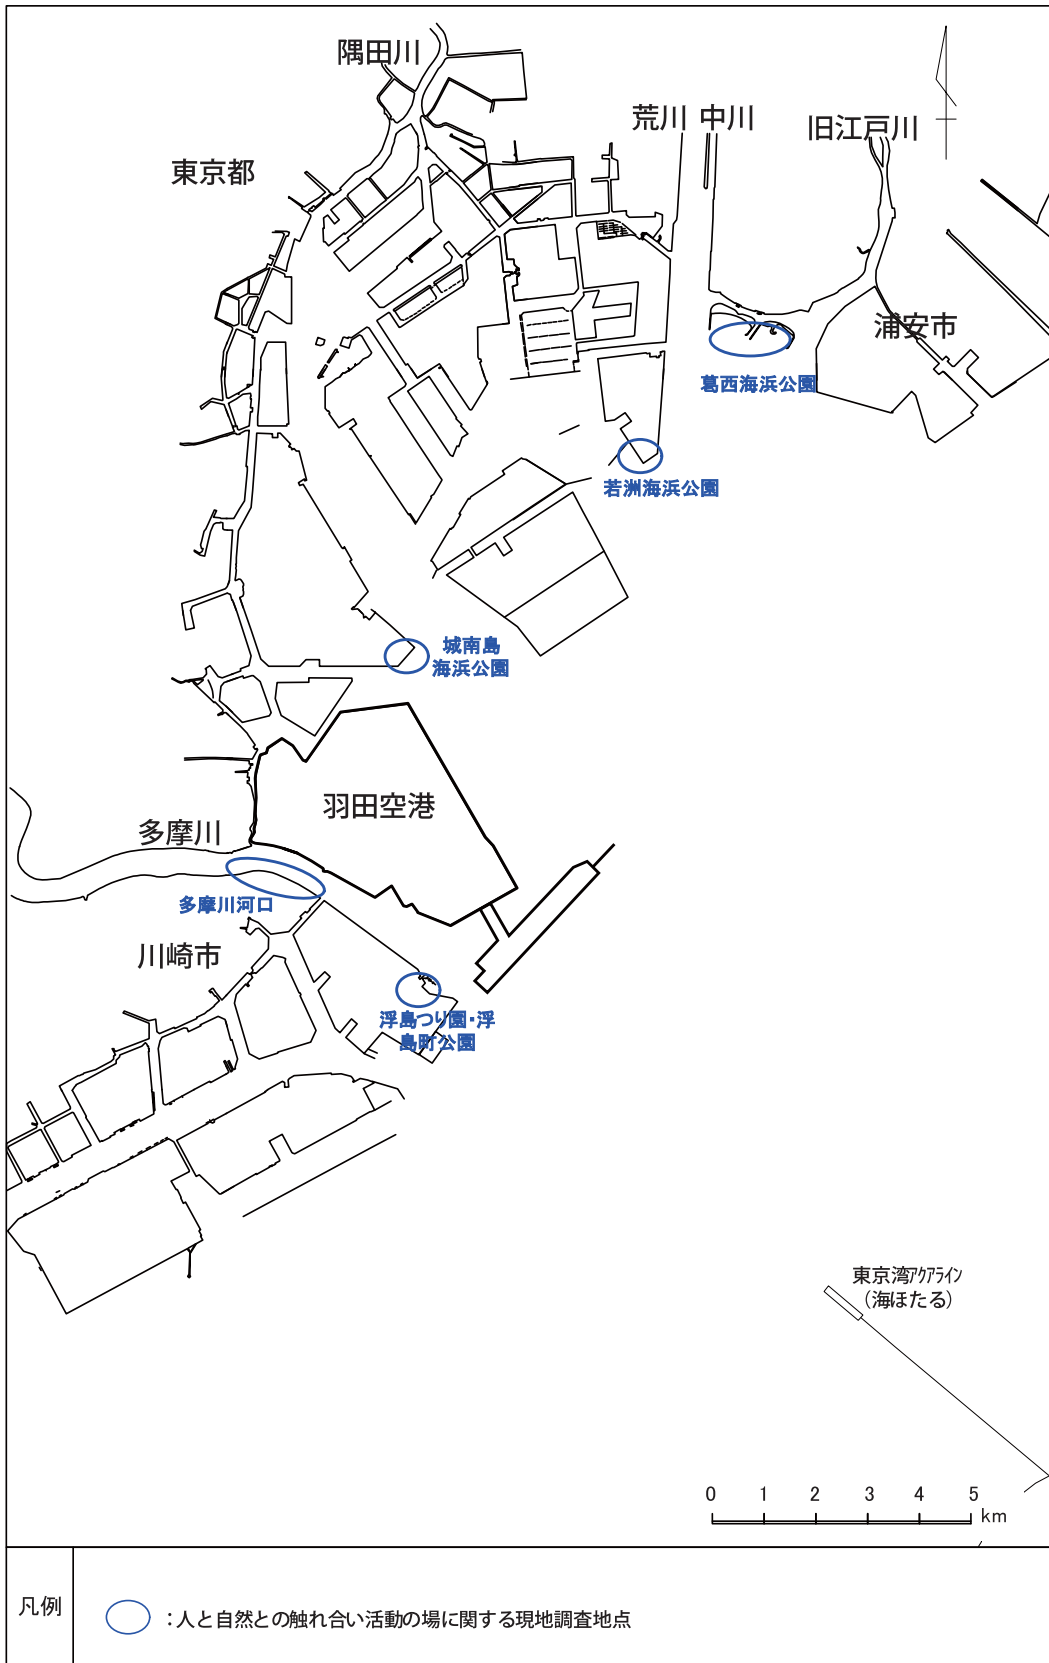 隅田川
荒川 中川
旧江戸川
東京都
浦安市
葛西海浜公園
若洲海浜公園
城南島
海浜公園
羽田空港
多摩川
多摩川河口
川崎市
浮島つり園・浮
島町公園
東京湾アクアライン
（海ほたる）
0 1 2 3 4 5
km
凡例
：人と自然との触れ合い活動の場に関する現地調査地点